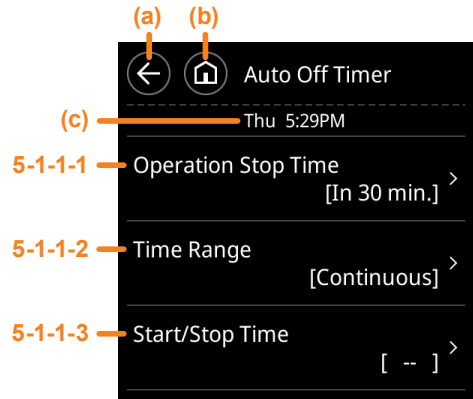 (a) (b)
Auto Off Timer
(c) Thu 5:29PM
5-1-1-1 Operation Stop Time
[In 30 min.]
5-1-1-2 Time Range
[Continuous]
5-1-1-3 Start/Stop Time
[ -- ]